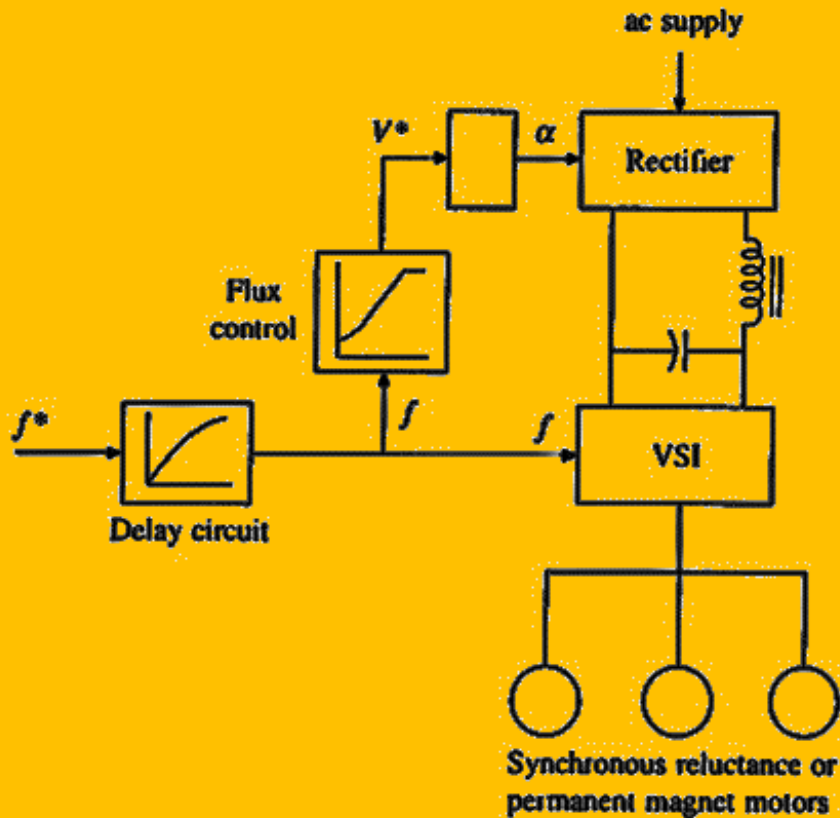 ac supply
V*
α
Rectifier
Flux
control
f*
f
f
VSI
Delay circuit
Synchronous reluctance or
permanent magnet motors